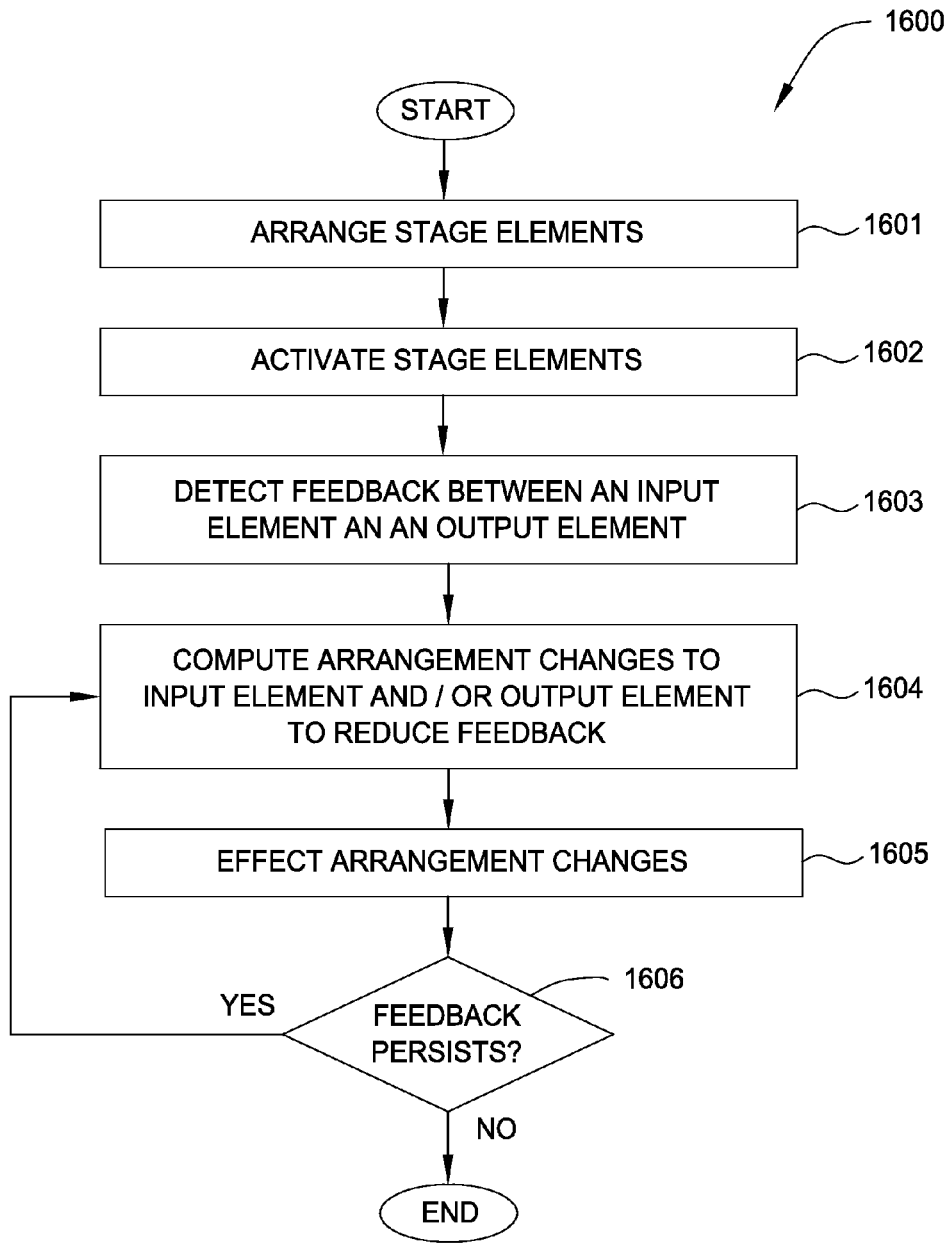 1600
START
ARRANGE STAGE ELEMENTS
1601
ACTIVATE STAGE ELEMENTS
1602
DETECT FEEDBACK BETWEEN AN INPUT
ELEMENT AN AN OUTPUT ELEMENT
1603
COMPUTE ARRANGEMENT CHANGES TO
INPUT ELEMENT AND / OR OUTPUT ELEMENT
TO REDUCE FEEDBACK
1604
EFFECT ARRANGEMENT CHANGES
1605
1606
YES
FEEDBACK
PERSISTS?
NO
END